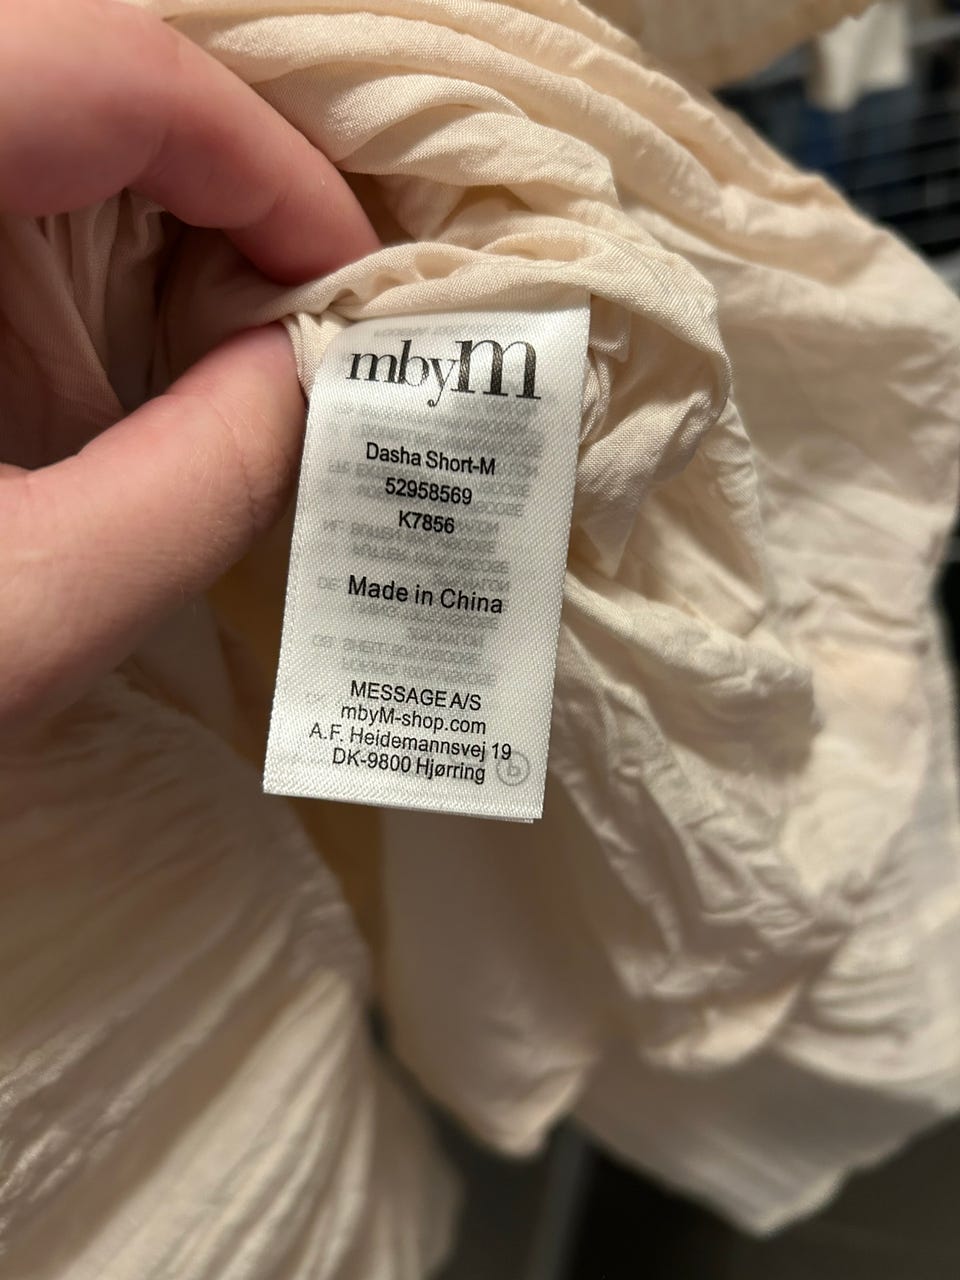 mbyM
Dasha Short-M
52958569
K7856
Made in China
MESSAGE A/S
mbyM-shop.com
A.F. Heidemannsvej 19
DK-9800 Hjørring